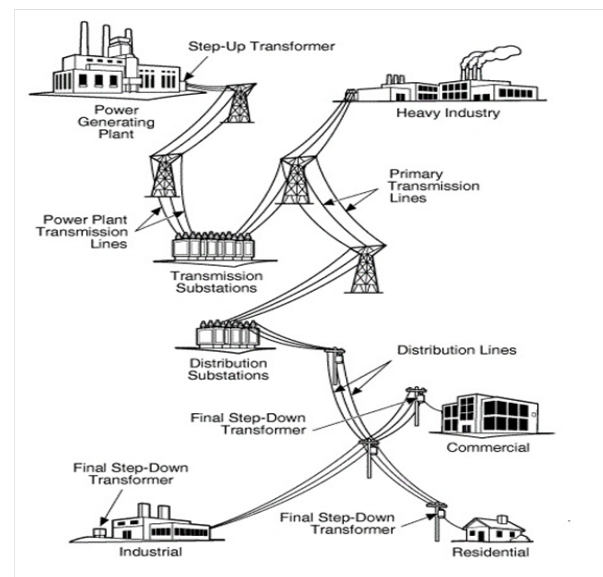 Step-Up Transformer
Power
Generating
Plant
Heavy Industry
Primary
Transmission
Lines
Power Plant
Transmission
Lines
Transmission
Substations
Distribution
Substations
Distribution Lines
Final Step-Down
Transformer
Commercial
Final Step-Down
Transformer
Final Step-Down
Transformer
Industrial
Residential